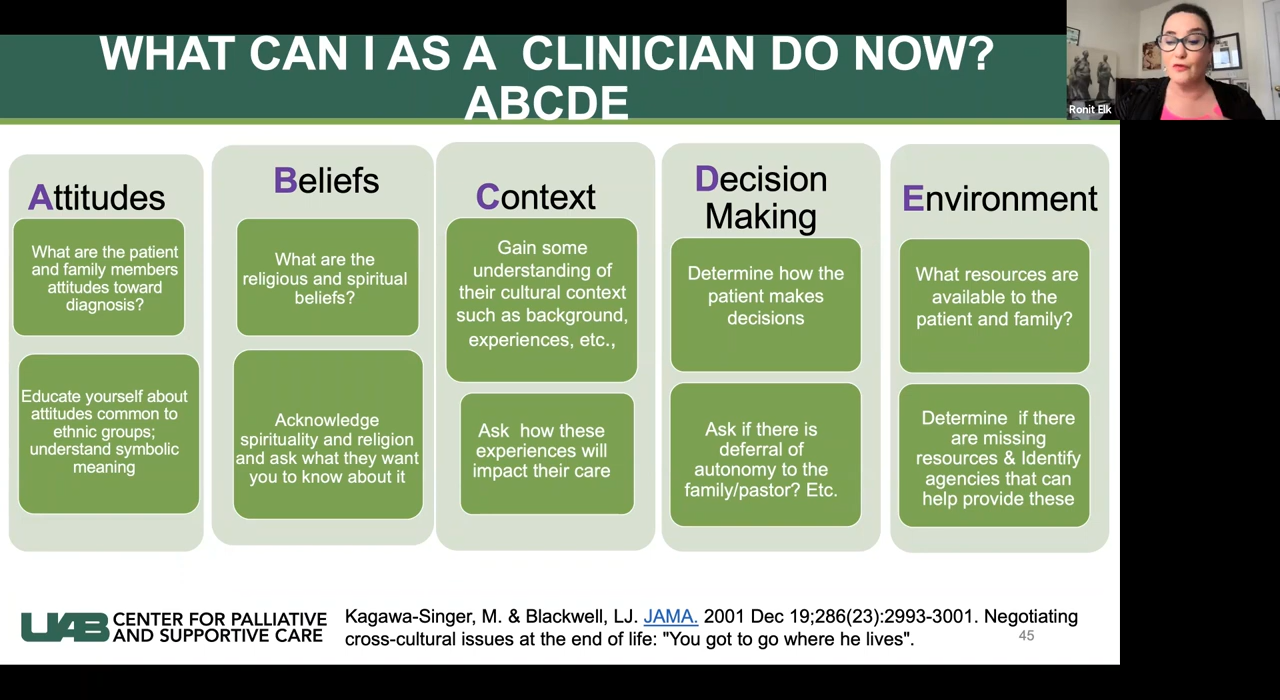 WHAT CAN I AS A CLINICIAN DO NOW?
ABCDE
Ronit Elk
Attitudes
What are the patient
and family members
attitudes toward
diagnosis?
Educate yourself about
attitudes common to
ethnic groups;
understand symbolic
meaning
Beliefs
What are the
religious and spiritual
beliefs?
Acknowledge
spirituality and religion
and ask what they want
you to know about it
Context
Gain some
understanding of
their cultural context
such as background,
experiences, etc.,
Ask how these
experiences will
impact their care
Decision
Making
Determine how the
patient makes
decisions
Ask if there is
deferral of
autonomy to the
family/pastor? Etc.
Environment
What resources are
available to the
patient and family?
Determine if there
are missing
resources & Identify
agencies that can
help provide these
UAB CENTER FOR PALLIATIVE
AND SUPPORTIVE CARE
Kagawa-Singer, M. & Blackwell, LJ. JAMA. 2001 Dec 19;286(23):2993-3001. Negotiating
cross-cultural issues at the end of life: "You got to go where he lives".
45